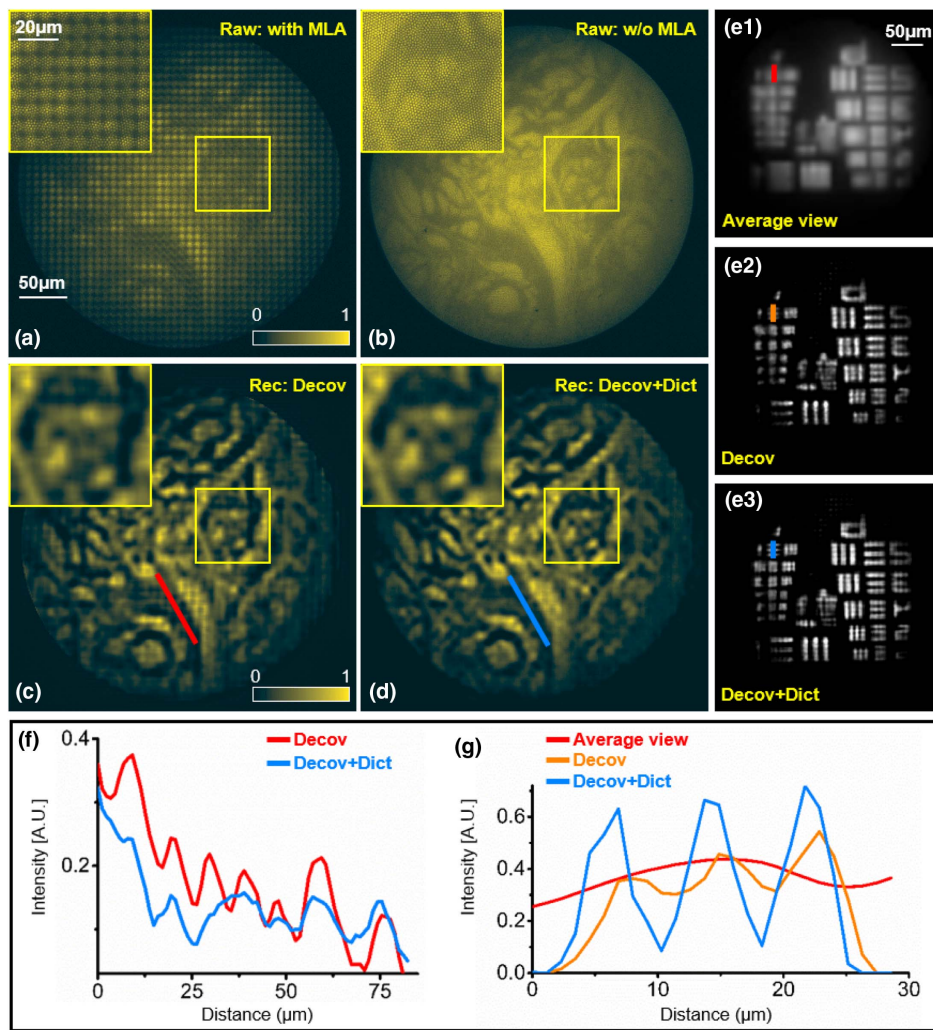 20μm
Raw: with MLA
50μm
0
1
(a)
Raw: w/o MLA
(b)
(e1)
50μm
Average view
(e2)
Decov
(e3)
Decov+Dict
Rec: Decov
0
1
(c)
Rec: Decov+Dict
(d)
(f)
Decov
Decov+Dict
0.4
0.2
Intensity [A.U.]
0
25
50
75
Distance (μm)
(g)
Average view
Decov
Decov+Dict
0.6
0.4
0.2
0.0
Intensity [A.U.]
0
10
20
30
Distance (μm)